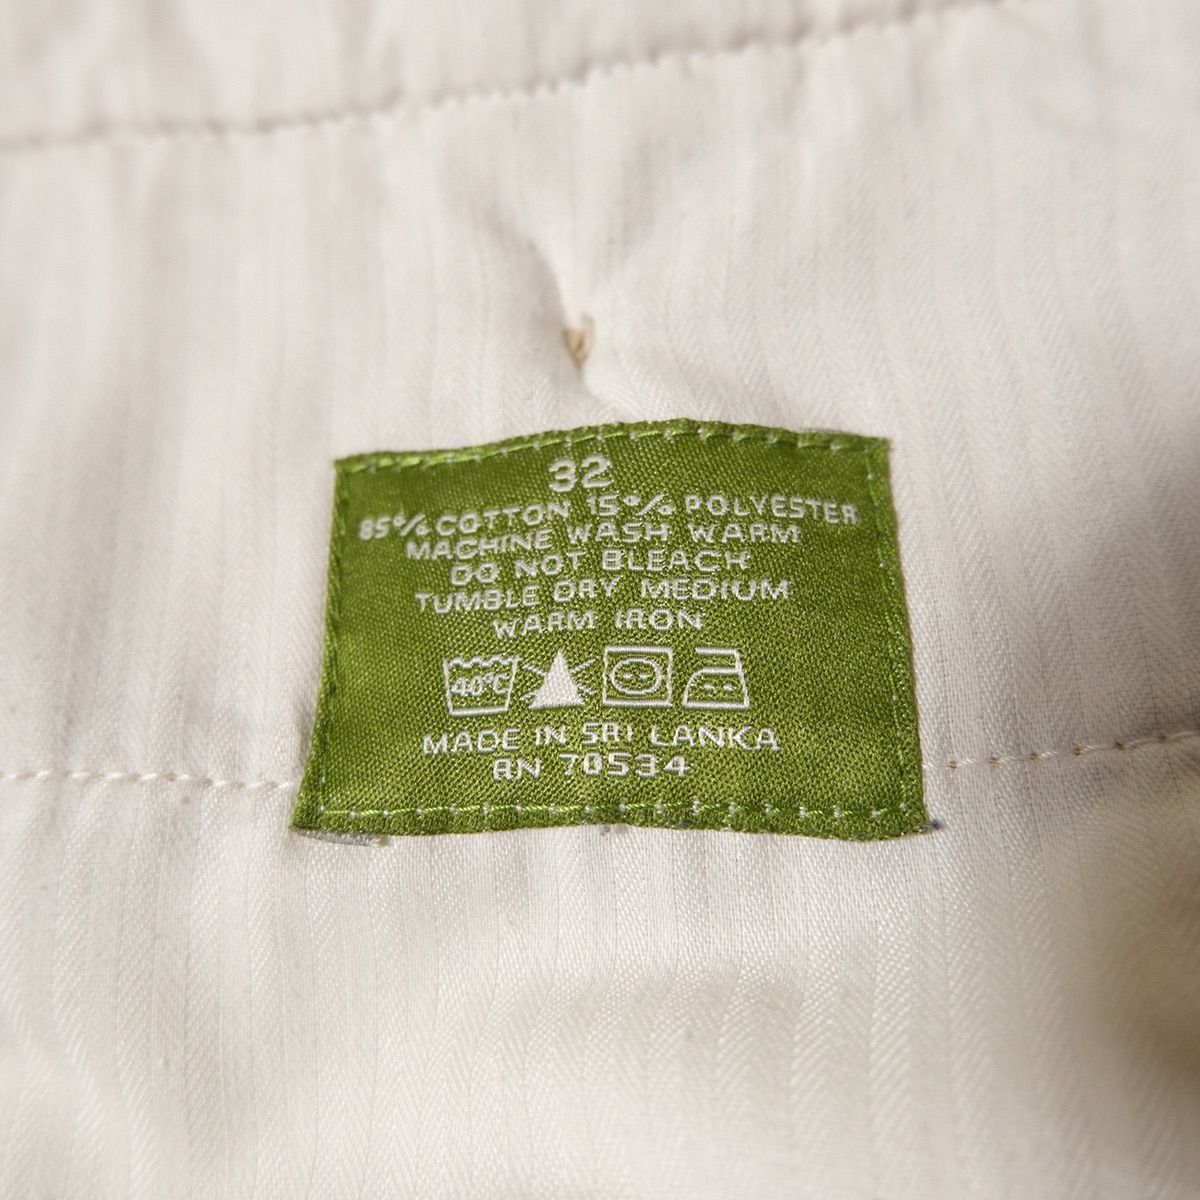 32
85% COTTON 15% POLYESTER
MACHINE WASH WARM
DO NOT BLEACH
TUMBLE DRY MEDIUM
WARM IRON
40°C
MADE IN SRI LANKA
RN 70534